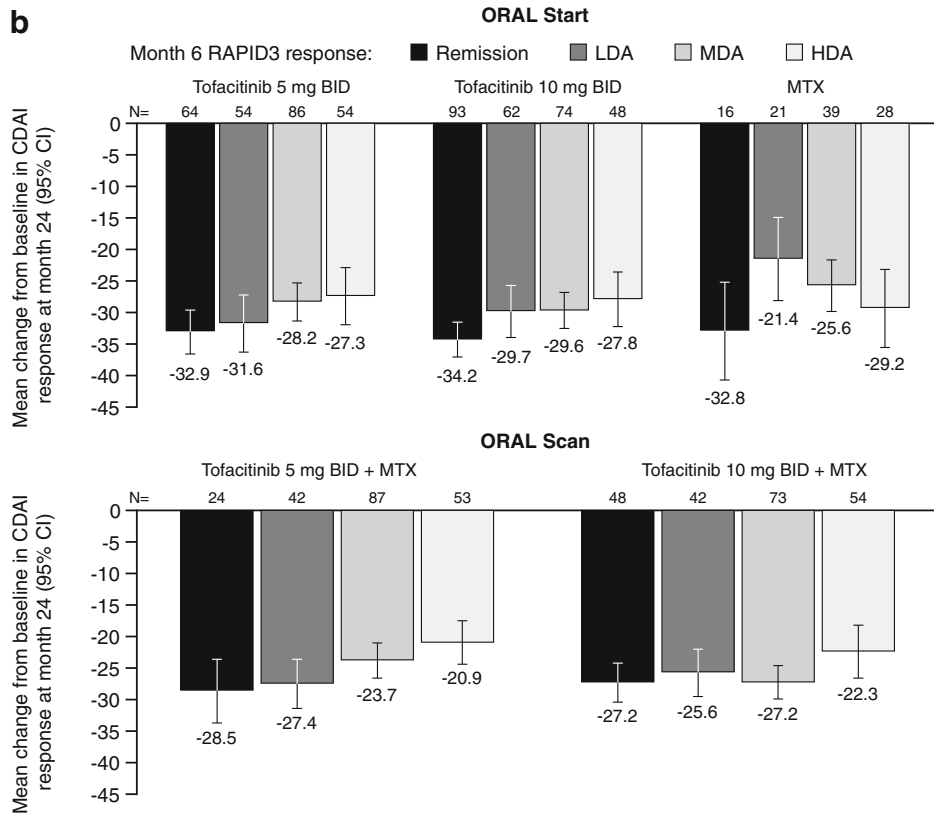 b
ORAL Start
Month 6 RAPID3 response: Remission LDA MDA HDA
Tofacitinib 5 mg BID Tofacitinib 10 mg BID MTX
N= 64 54 86 54 93 62 74 48 16 21 39 28
Mean change from baseline in CDAI
response at month 24 (95% CI)
0
-5
-10
-15
-20
-25
-30
-35
-40
-45
-32.9 -31.6 -28.2 -27.3 -34.2 -29.7 -29.6 -27.8 -32.8 -21.4 -25.6 -29.2
ORAL Scan
Tofacitinib 5 mg BID + MTX Tofacitinib 10 mg BID + MTX
N= 24 42 87 53 48 42 73 54
Mean change from baseline in CDAI
response at month 24 (95% CI)
0
-5
-10
-15
-20
-25
-30
-35
-40
-45
-28.5 -27.4 -23.7 -20.9 -27.2 -25.6 -27.2 -22.3